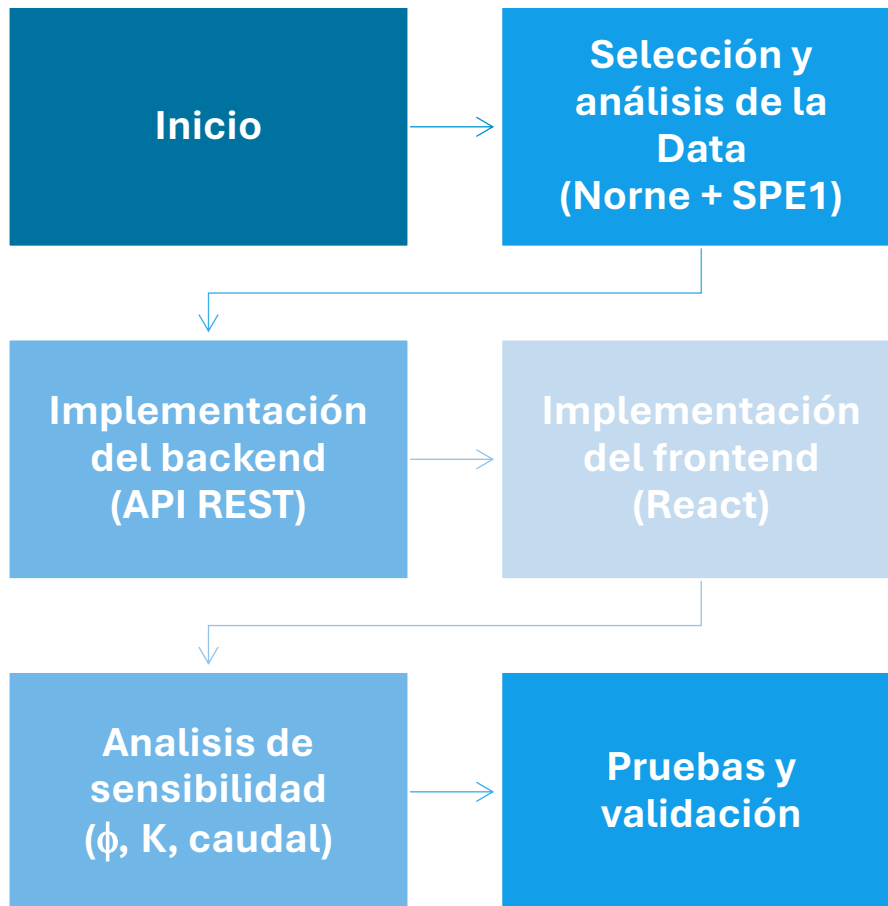 Inicio
Selección y
análisis de la
Data
(Norne + SPE1)
Implementación
del backend
(API REST)
Implementación
del frontend
(React)
Analisis de
sensibilidad
(ϕ, K, caudal)
Pruebas y
validación